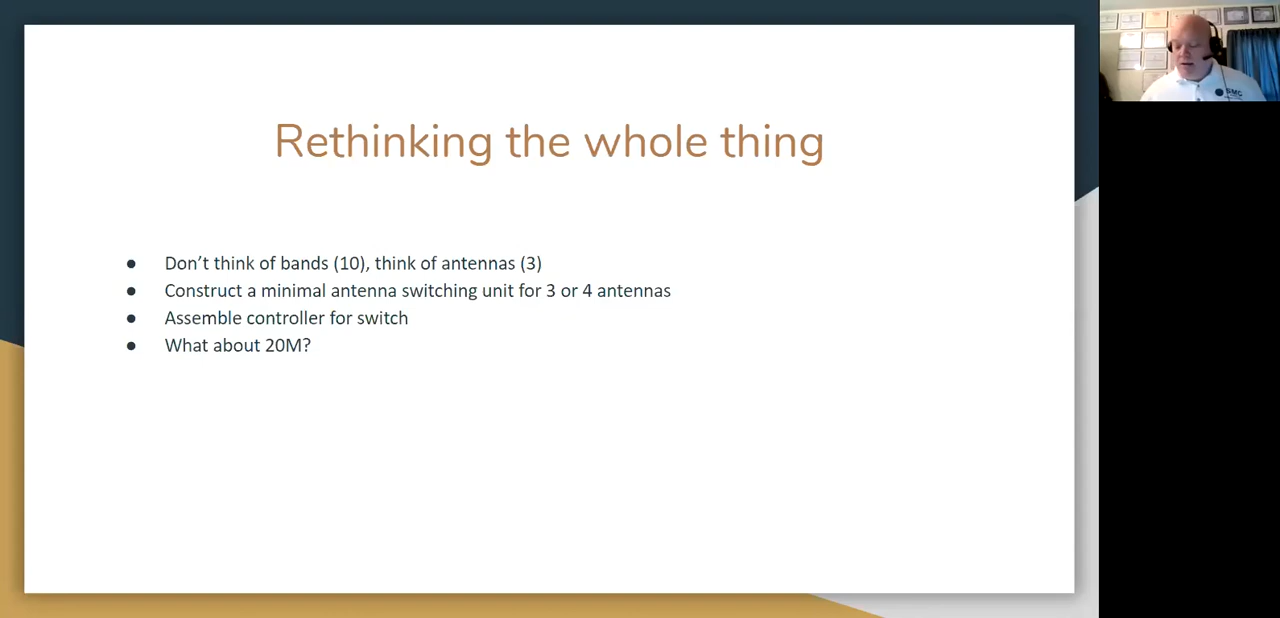 Rethinking the whole thing
● Don’t think of bands (10), think of antennas (3)
● Construct a minimal antenna switching unit for 3 or 4 antennas
● Assemble controller for switch
● What about 20M?
SMC